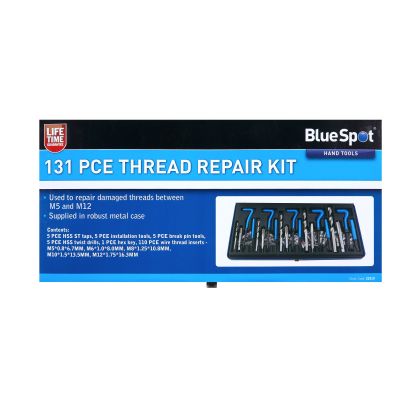 LIFE
TIME
GUARANTEE
BlueSpot®
HAND TOOLS
131 PCE THREAD REPAIR KIT
• Used to repair damaged threads between
M5 and M12
• Supplied in robust metal case
Contents:
5 PCE HSS ST taps, 5 PCE installation tools, 5 PCE break pin tools,
5 PCE HSS twist drills, 1 PCE hex key, 110 PCE wire thread inserts -
M5*0.8*6.7MM, M6*1.0*8.0MM, M8*1.25*10.8MM,
M10*1.5*13.5MM, M12*1.75*16.3MM